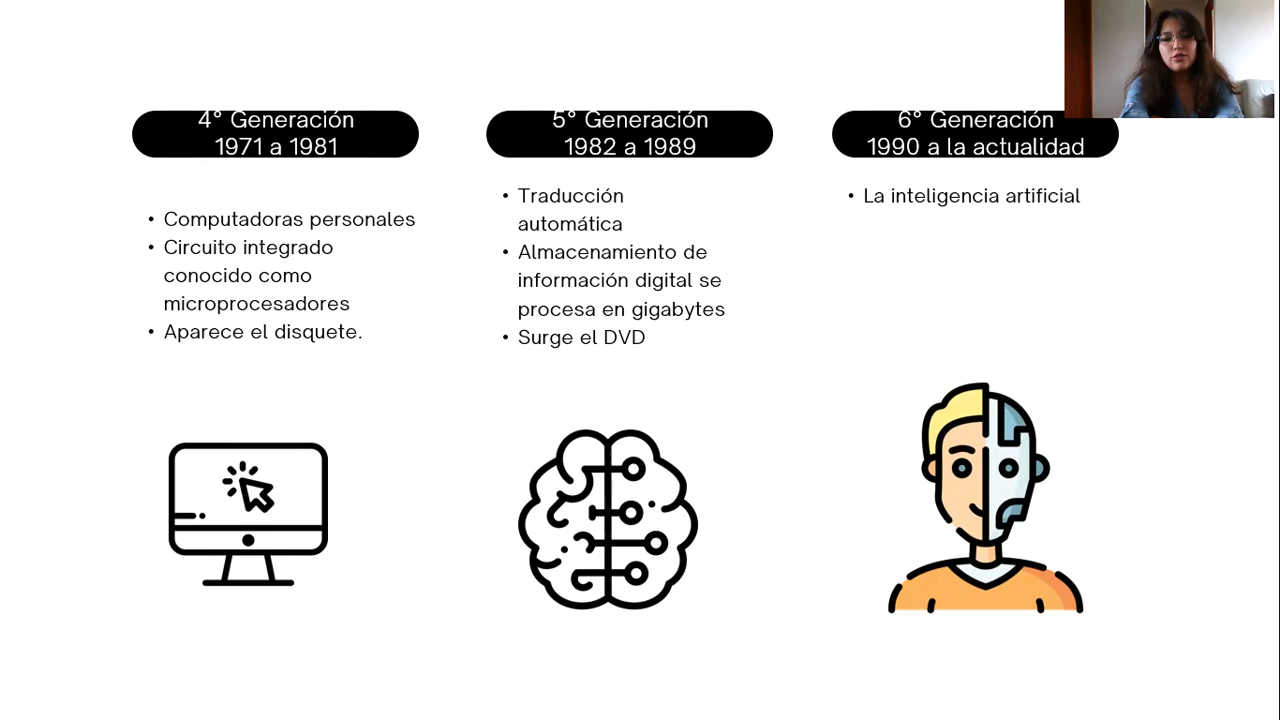 4° Generación
1971 a 1981
• Computadoras personales
• Circuito integrado
conocido como
microprocesadores
• Aparece el disquete.
5° Generación
1982 a 1989
• Traducción
automática
• Almacenamiento de
información digital se
procesa en gigabytes
• Surge el DVD
6° Generación
1990 a la actualidad
• La inteligencia artificial